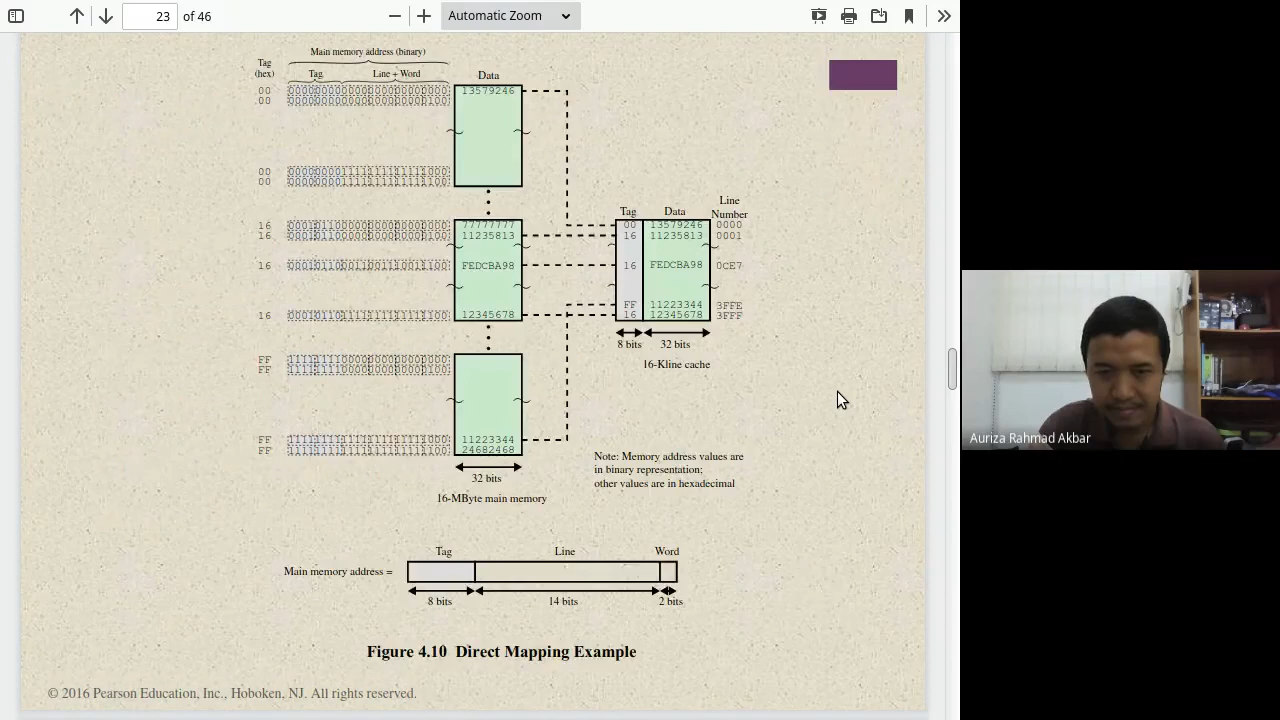 23 of 46
Automatic Zoom
Main memory address (binary)
Tag
(hex)
Tag
Line + Word
Data
00
13579246
00
00
00
16
77777777
16
11235813
16
FEDCBA98
16
12345678
FF
FF
FF
11223344
FF
24682468
32 bits
16-MByte main memory
Tag
Data
Line
Number
00
13579246
0000
16
11235813
0001
16
FEDCBA98
0CE7
FF
11223344
3FFE
16
12345678
3FFF
8 bits
32 bits
16-Kline cache
Note: Memory address values are
in binary representation;
other values are in hexadecimal
Tag
Line
Word
Main memory address =
8 bits
14 bits
2 bits
Figure 4.10 Direct Mapping Example
© 2016 Pearson Education, Inc., Hoboken, NJ. All rights reserved.
Auriza Rahmad Akbar